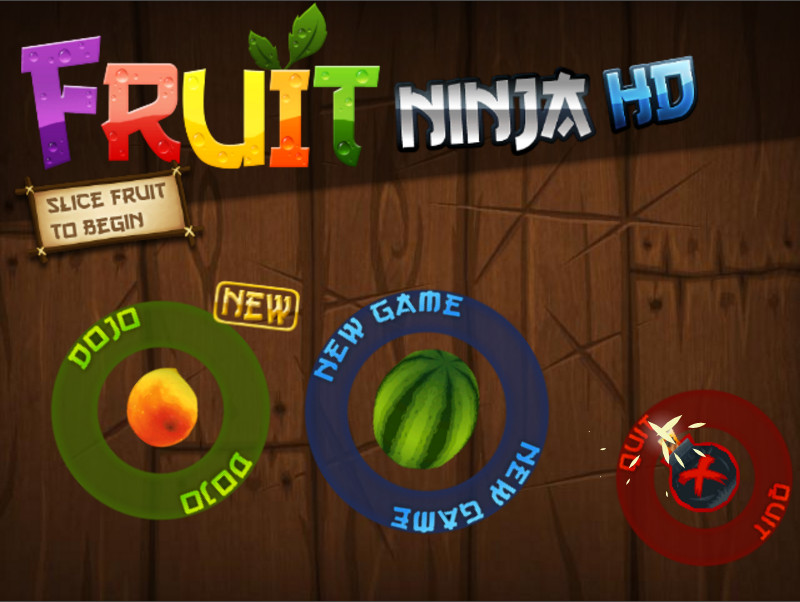 FRUIT NINJA HD
SLICE FRUIT
TO BEGIN
NEW
DOJO
DOJO
NEW GAME
NEW GAME
QUIT
QUIT